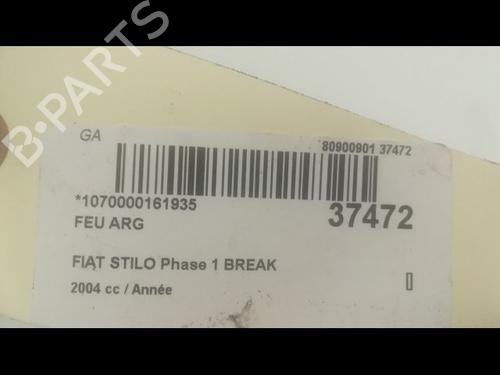 B-PARTS
GA
80900901 37472
*1070000161935
37472
FEU ARG
FIAT STILO Phase 1 BREAK
2004 cc / Année